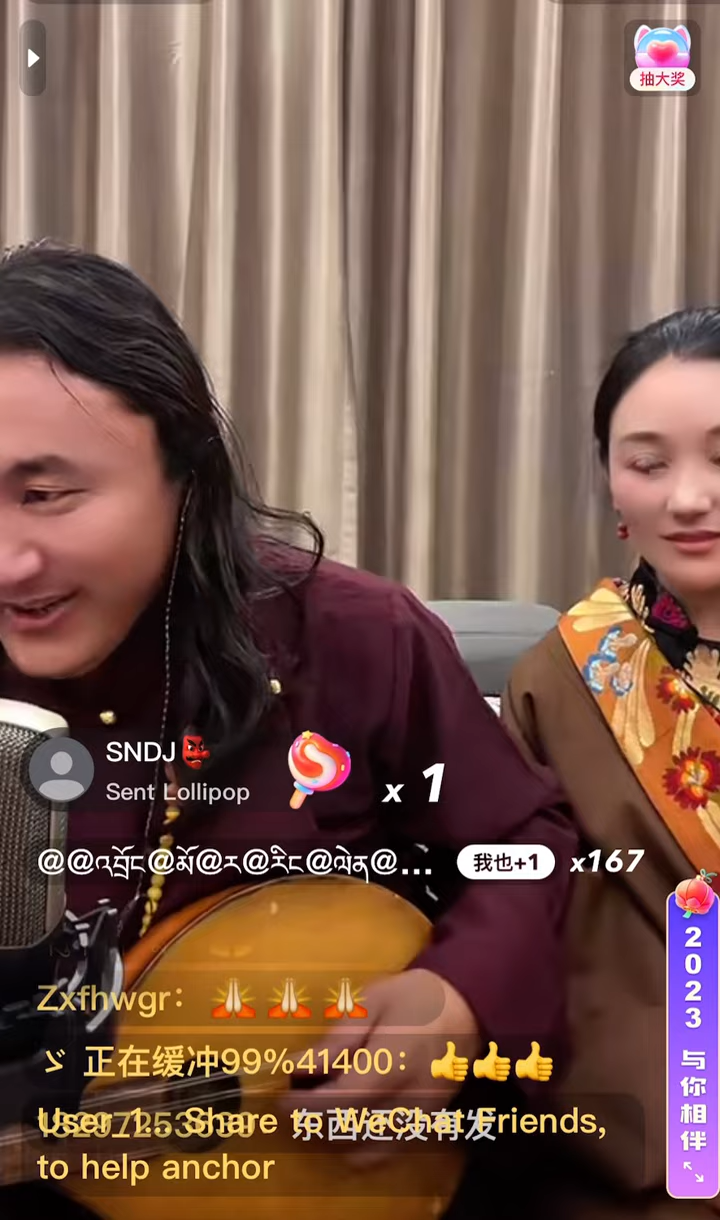 抽大奖
SNDJ👺
Sent Lollipop
x 1
@@འབྲོང@མོ@ར@རིང@ལེན@... 我也+1 x167
2023 与你相伴
Zxfhwgr: 🙏🙏🙏
ゞ 正在缓冲99%41400: 👍👍👍
东西还没有发
User_1... Share to WeChat Friends,
to help anchor